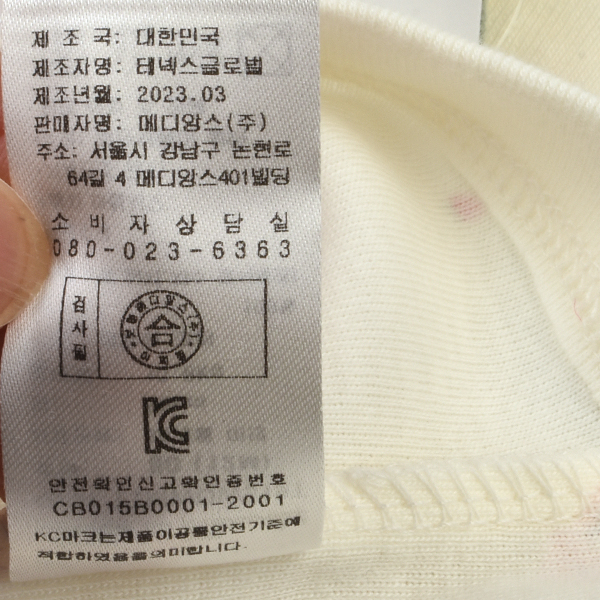 제 조 국: 대한민국
제조자명: 테넥스글로벌
제조년월: 2023.03
판매자명: 메디앙스(주)
주소: 서울시 강남구 논현로
64길 4 메디앙스401빌딩
소 비 자 상 담 실
080-023-6363
검사필
合
KC
안전확인신고확인증번호
CB015B0001-2001
KC마크는제품이공통안전기준에
적합하였음을의미합니다.